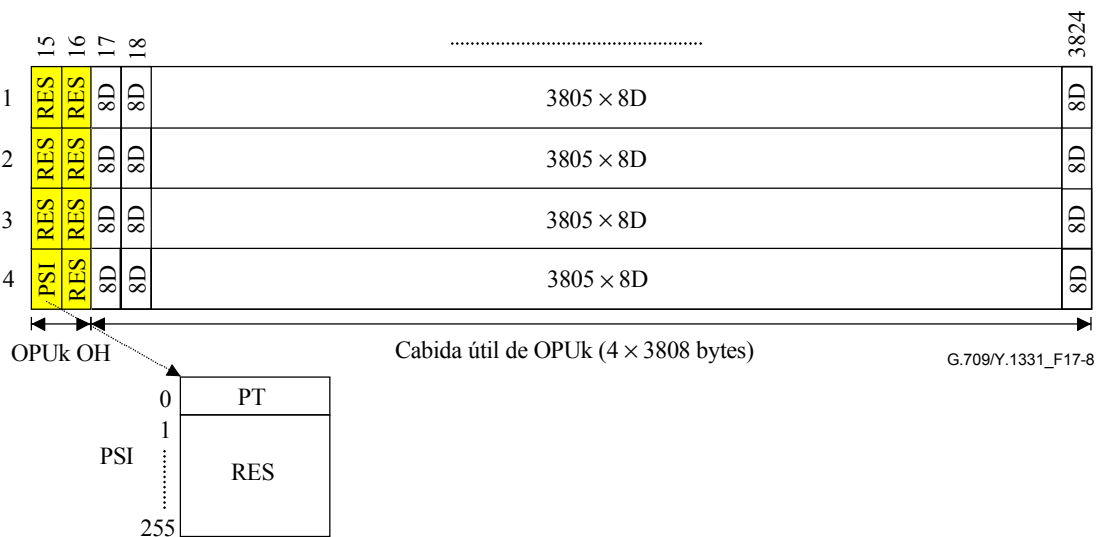 15 16 17 18 3824
1 RES RES 8D 8D 3805 × 8D 8D
2 RES RES 8D 8D 3805 × 8D 8D
3 RES RES 8D 8D 3805 × 8D 8D
4 PSI RES 8D 8D 3805 × 8D 8D
OPUk OH Cabida útil de OPUk (4 × 3808 bytes)
G.709/Y.1331_F17-8
0 PT
1
PSI RES
255